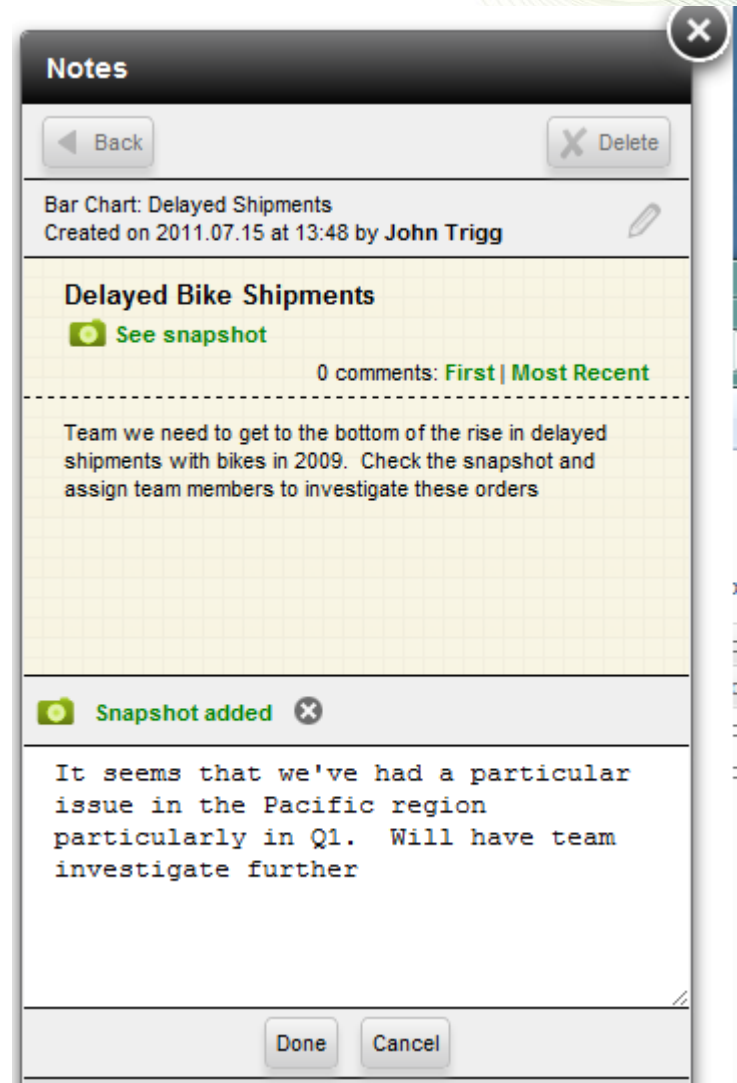 Notes
Back
Delete
Bar Chart: Delayed Shipments
Created on 2011.07.15 at 13:48 by John Trigg
Delayed Bike Shipments
See snapshot
0 comments: First | Most Recent
Team we need to get to the bottom of the rise in delayed
shipments with bikes in 2009.  Check the snapshot and
assign team members to investigate these orders
Snapshot added
It seems that we've had a particular
issue in the Pacific region
particularly in Q1.  Will have team
investigate further
Done
Cancel